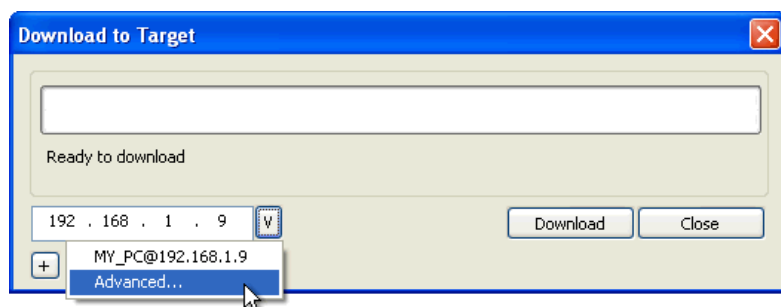 Download to Target
Ready to download
192 . 168 . 1 . 9 V Download Close
MY_PC@192.168.1.9
+ Advanced...